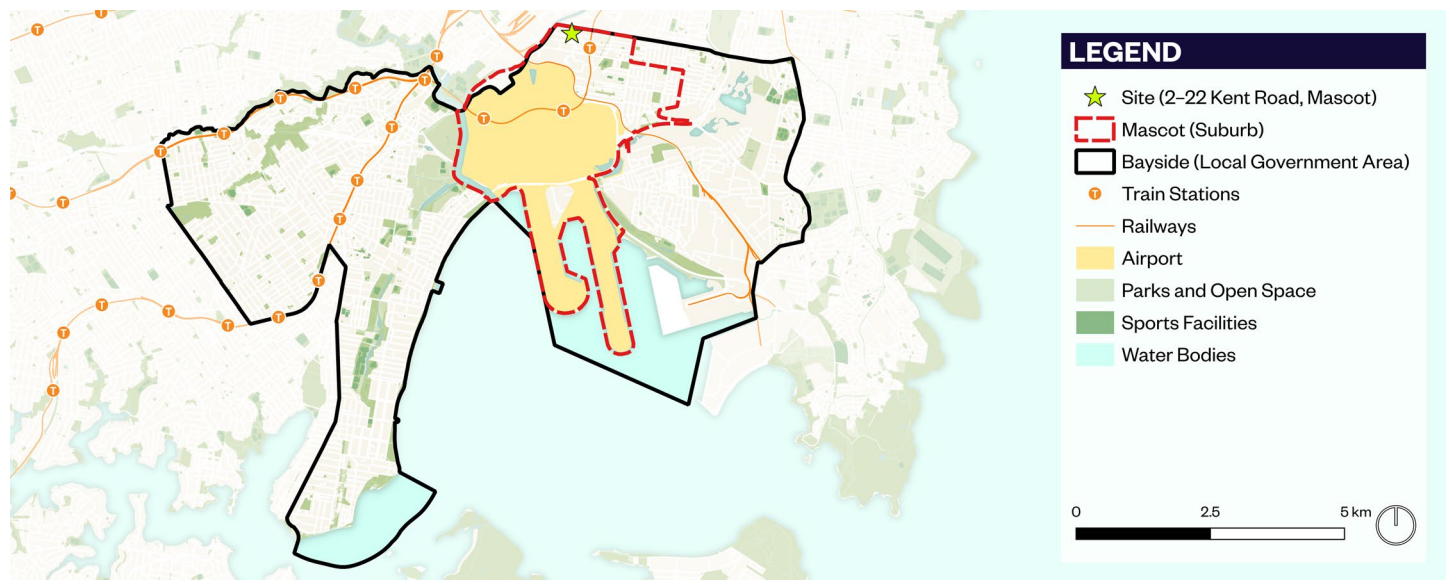 LEGEND
Site (2–22 Kent Road, Mascot)
Mascot (Suburb)
Bayside (Local Government Area)
T Train Stations
Railways
Airport
Parks and Open Space
Sports Facilities
Water Bodies
0 2.5 5 km